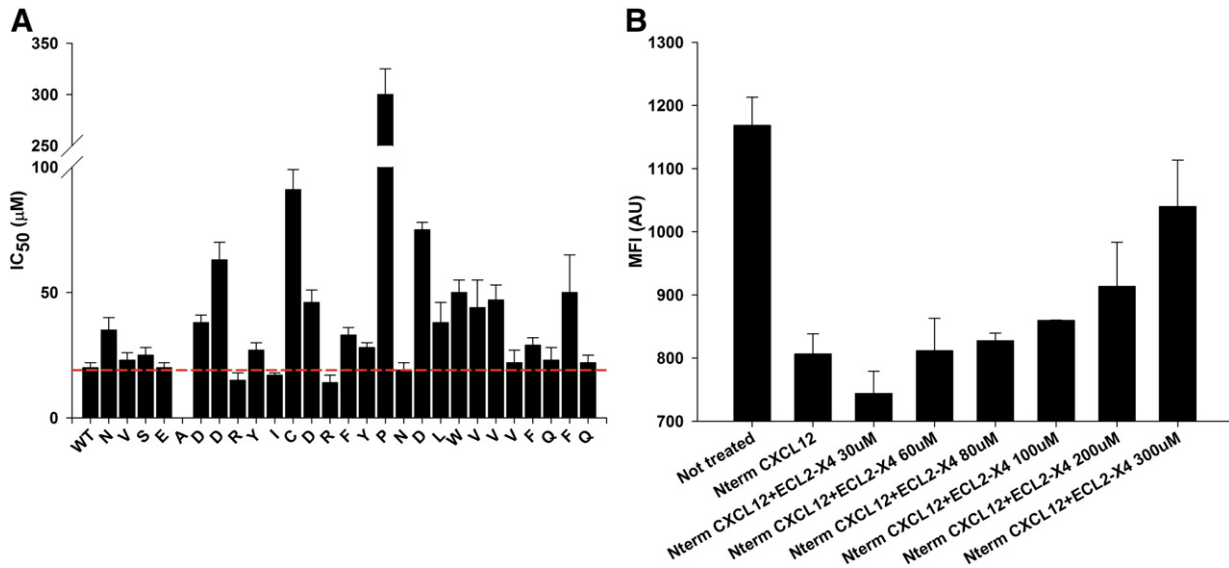 A
IC50 (μM)
350
300
250
100
50
0
WT N V S E A D D R Y I C D R F Y P N D L W V V V F Q F Q
B
MFI (AU)
1300
1200
1100
1000
900
800
700
Not treated
Nterm CXCL12
Nterm CXCL12+ECL2-X4 30uM
Nterm CXCL12+ECL2-X4 60uM
Nterm CXCL12+ECL2-X4 80uM
Nterm CXCL12+ECL2-X4 100uM
Nterm CXCL12+ECL2-X4 200uM
Nterm CXCL12+ECL2-X4 300uM